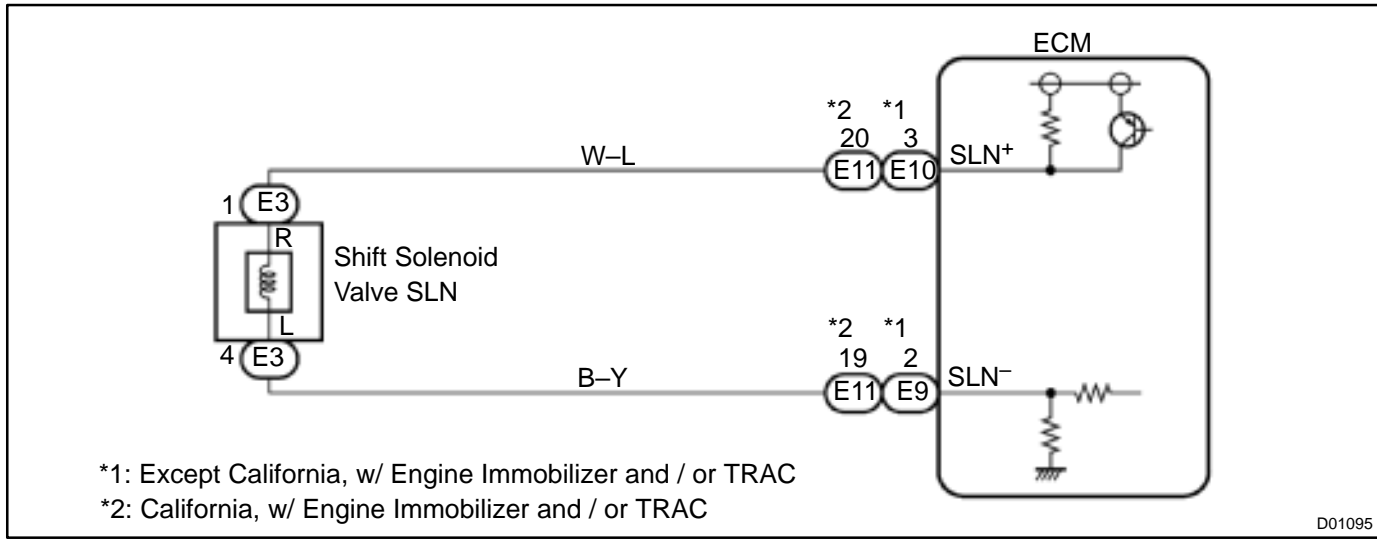 ECM
*2 *1
20 3
W–L
E11 E10 SLN+
1 E3
R
Shift Solenoid
Valve SLN
L
4 E3
*2 *1
19 2
B–Y
E11 E9 SLN–
*1: Except California, w/ Engine Immobilizer and / or TRAC
*2: California, w/ Engine Immobilizer and / or TRAC
D01095